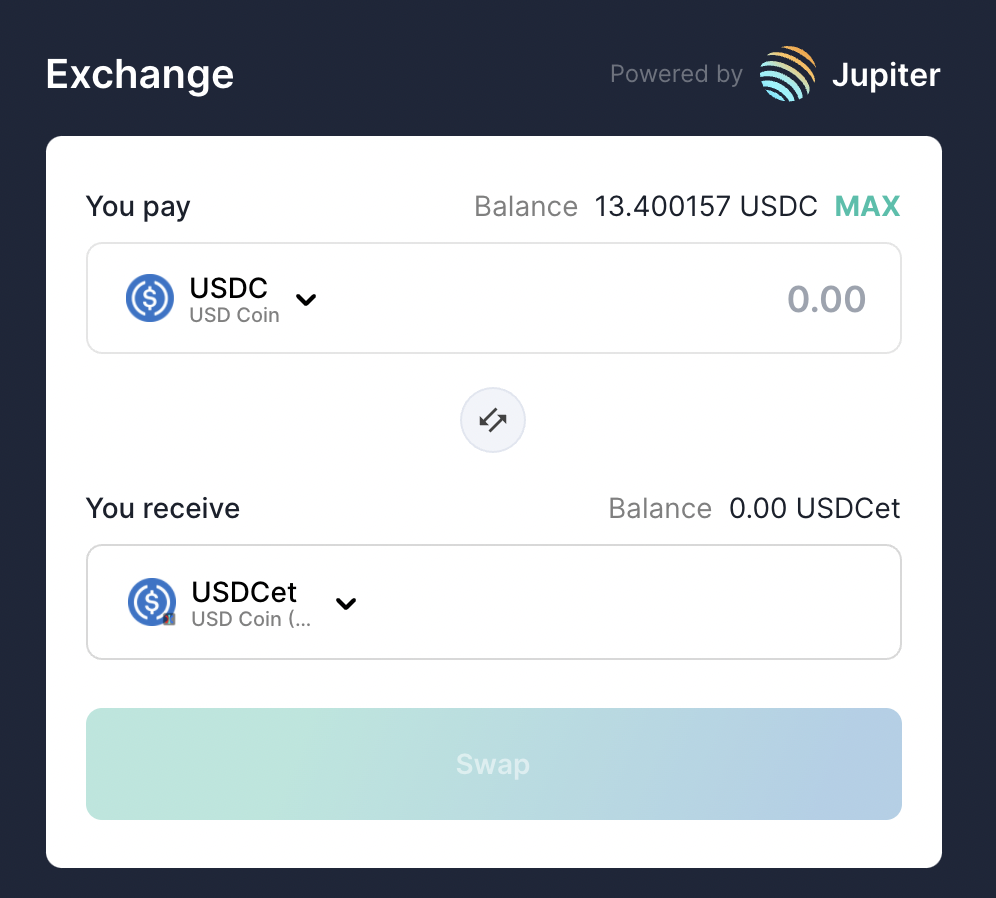 Exchange
Powered by Jupiter
You pay
Balance 13.400157 USDC MAX
USDC
USD Coin
0.00
You receive
Balance 0.00 USDCet
USDCet
USD Coin (...
Swap